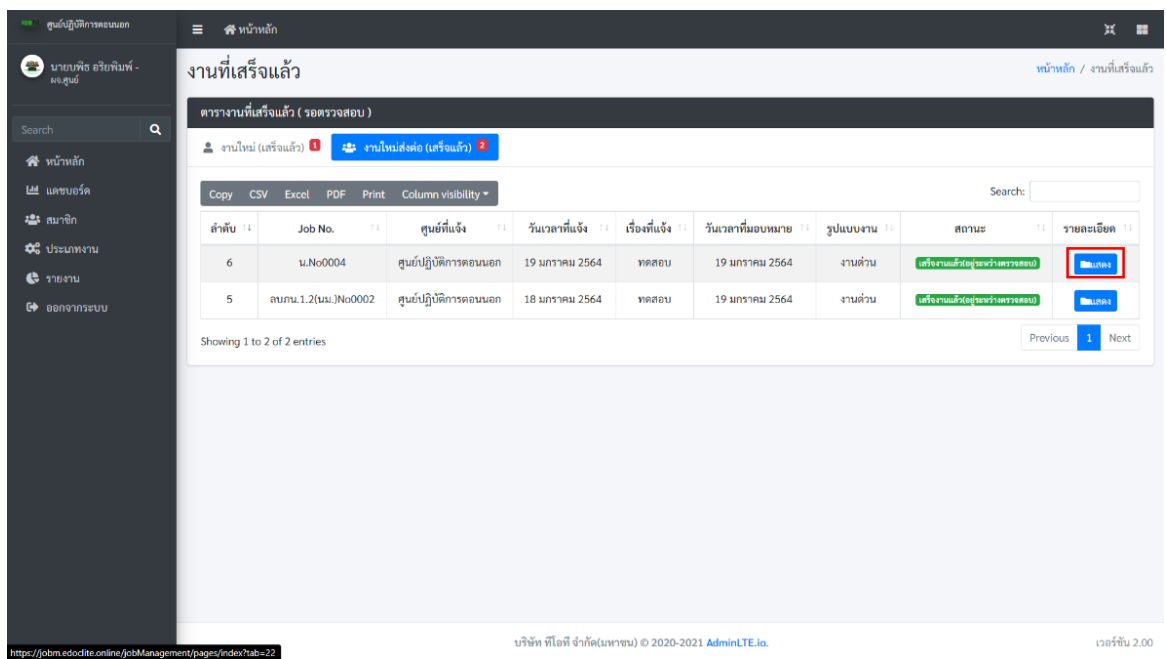 ศูนย์ปฏิบัติการดอนนอก
หน้าหลัก
นายบพิธ อริยพิมพ์ - ผจ.ศูนย์
งานที่เสร็จแล้ว
หน้าหลัก / งานที่เสร็จแล้ว
ตารางงานที่เสร็จแล้ว ( รอตรวจสอบ )
Search
งานใหม่ (เสร็จแล้ว) 1 งานใหม่ส่งต่อ (เสร็จแล้ว) 2
หน้าหลัก
แดชบอร์ด
สมาชิก
ประเภทงาน
รายงาน
ออกจากระบบ
Copy CSV Excel PDF Print Column visibility
Search:
ลำดับ Job No. ศูนย์ที่แจ้ง วันเวลาที่แจ้ง เรื่องที่แจ้ง วันเวลาที่มอบหมาย รูปแบบงาน สถานะ รายละเอียด
6 น.No0004 ศูนย์ปฏิบัติการดอนนอก 19 มกราคม 2564 ทดสอบ 19 มกราคม 2564 งานด่วน เสร็จงานแล้ว(อยู่ระหว่างตรวจสอบ) แสดง
5 ลบภน.1.2(นม.)No0002 ศูนย์ปฏิบัติการดอนนอก 18 มกราคม 2564 ทดสอบ 19 มกราคม 2564 งานด่วน เสร็จงานแล้ว(อยู่ระหว่างตรวจสอบ) แสดง
Showing 1 to 2 of 2 entries
Previous 1 Next
บริษัท ทีโอที จำกัด(มหาชน) © 2020-2021 AdminLTE.io.
เวอร์ชัน 2.00
https://jobm.edoclite.online/jobManagement/pages/index?tab=22